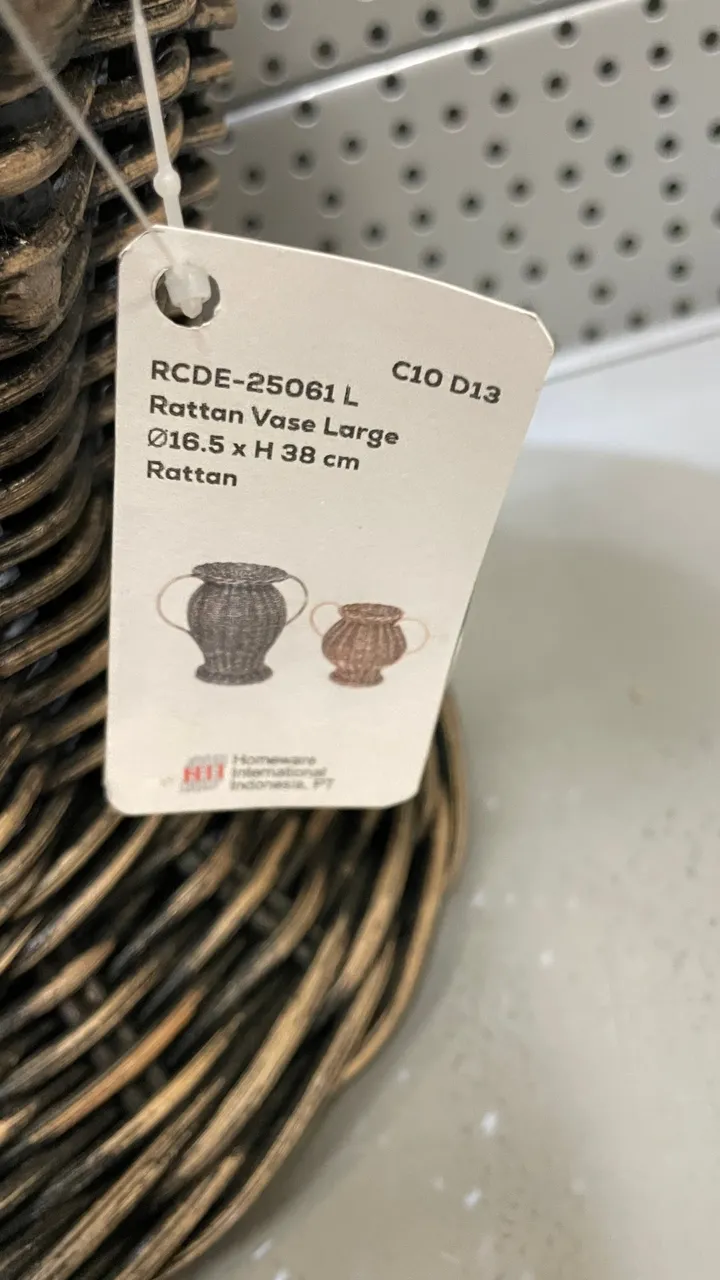 RCDE-25061 L
C10 D13
Rattan Vase Large
Ø16.5 x H 38 cm
Rattan
HII
Homeware
International
Indonesia, PT